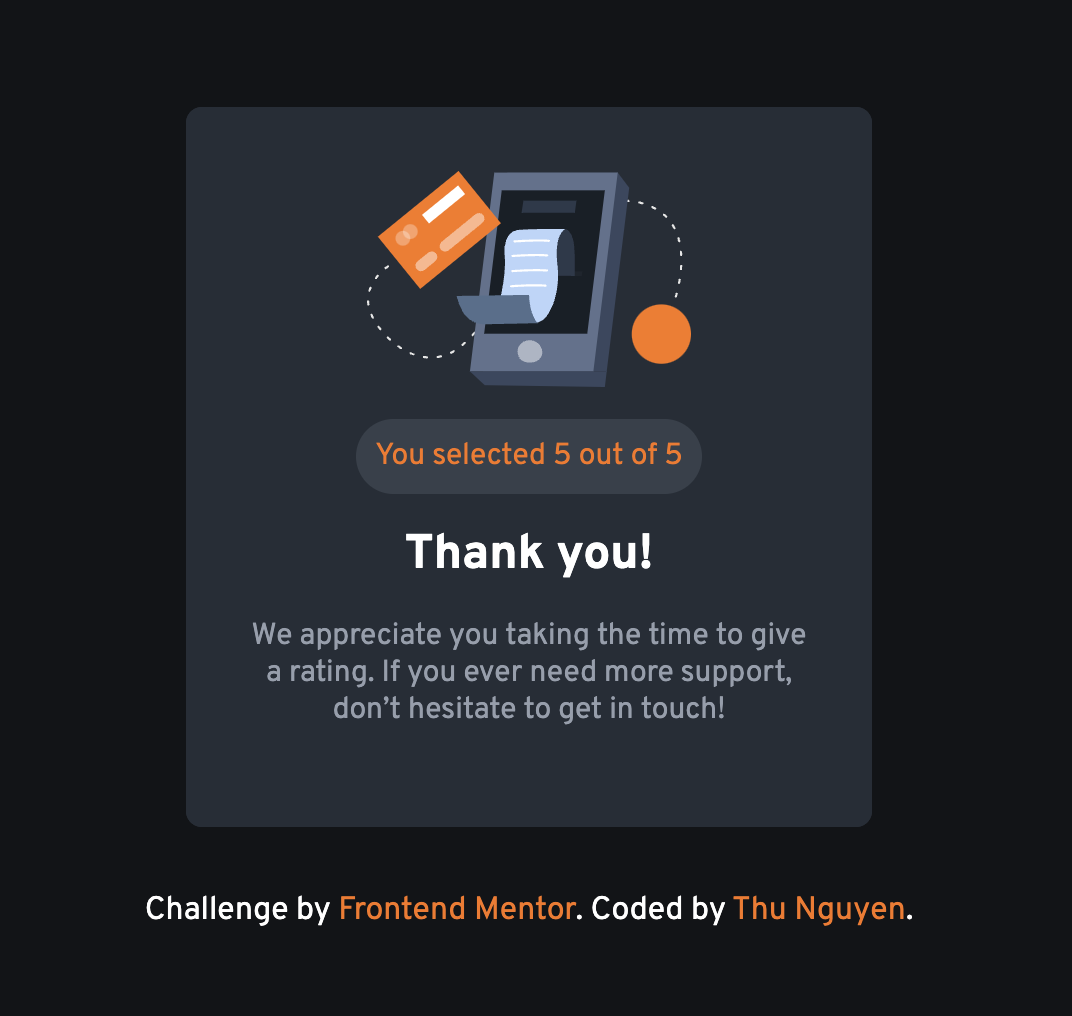 You selected 5 out of 5
Thank you!
We appreciate you taking the time to give
a rating. If you ever need more support,
don’t hesitate to get in touch!
Challenge by Frontend Mentor. Coded by Thu Nguyen.